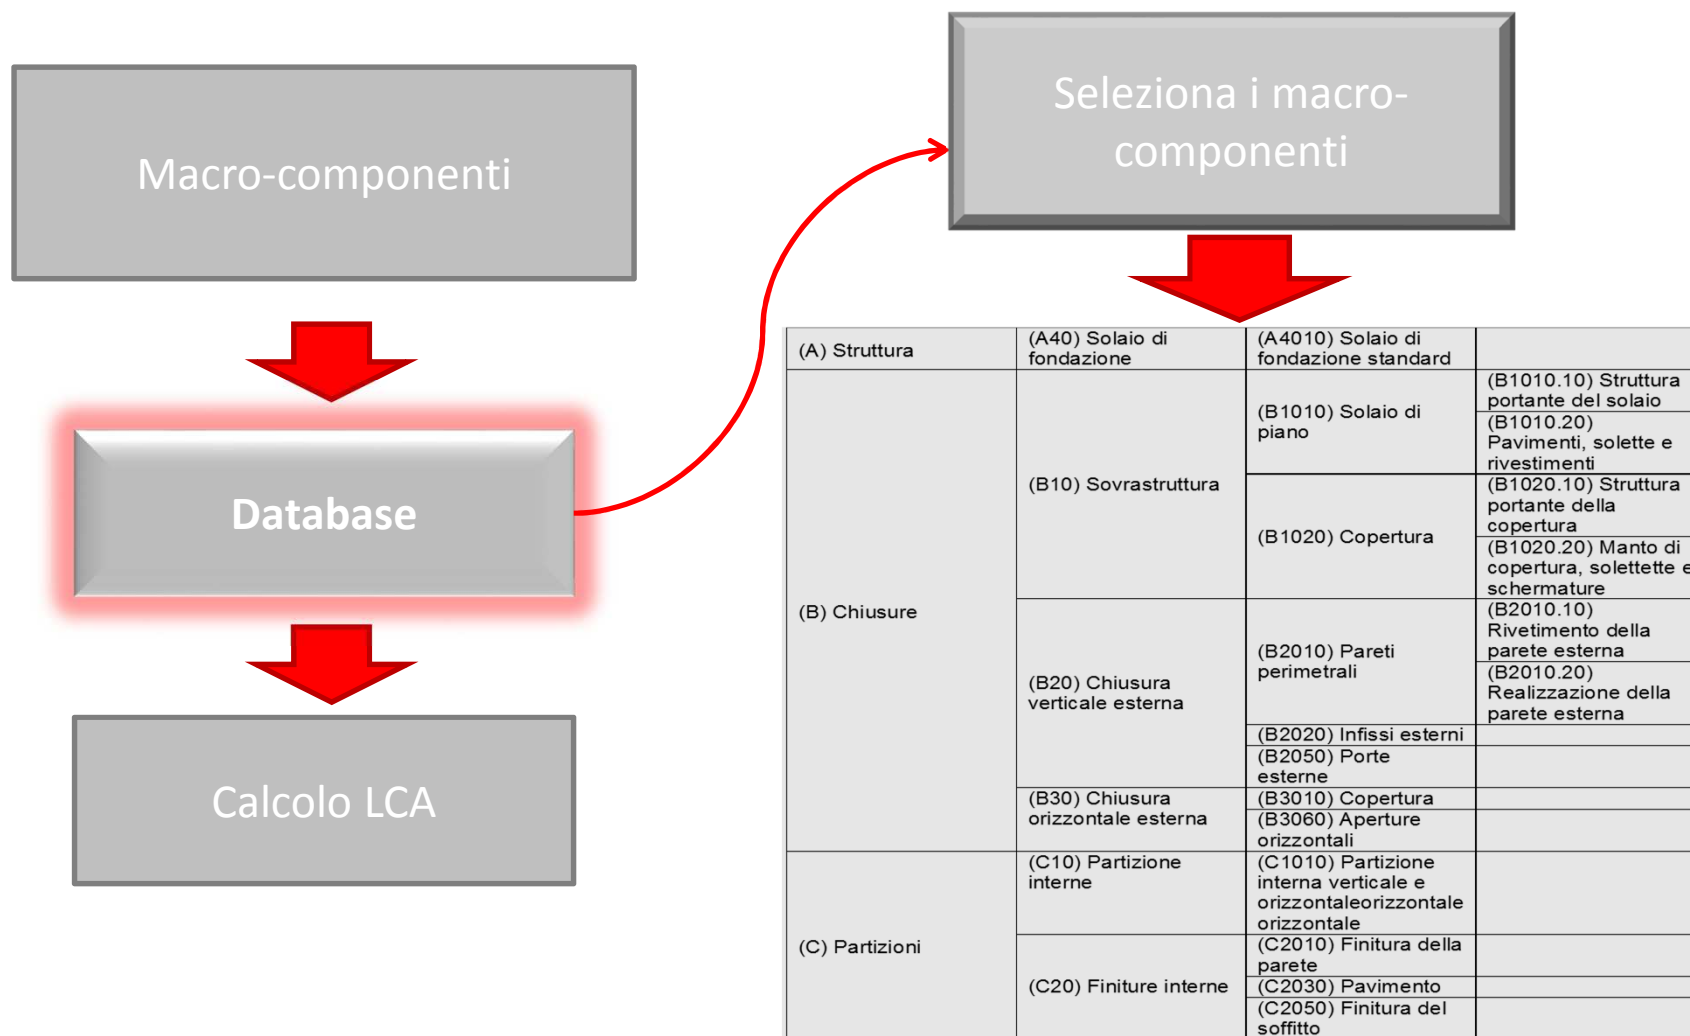 Macro-componenti
Database
Calcolo LCA
Seleziona i macro-
componenti
(A) Struttura
(A40) Solaio di
fondazione
(A4010) Solaio di
fondazione standard
(B) Chiusure
(B10) Sovrastruttura
(B1010) Solaio di
piano
(B1010.10) Struttura
portante del solaio
(B1010.20)
Pavimenti, solette e
rivestimenti
(B1020) Copertura
(B1020.10) Struttura
portante della
copertura
(B1020.20) Manto di
copertura, solettette e
schermature
(B20) Chiusura
verticale esterna
(B2010) Pareti
perimetrali
(B2010.10)
Rivetimento della
parete esterna
(B2010.20)
Realizzazione della
parete esterna
(B2020) Infissi esterni
(B2050) Porte
esterne
(B30) Chiusura
orizzontale esterna
(B3010) Copertura
(B3060) Aperture
orizzontali
(C) Partizioni
(C10) Partizione
interne
(C1010) Partizione
interna verticale e
orizzontaleorizzontale
orizzontale
(C20) Finiture interne
(C2010) Finitura della
parete
(C2030) Pavimento
(C2050) Finitura del
soffitto